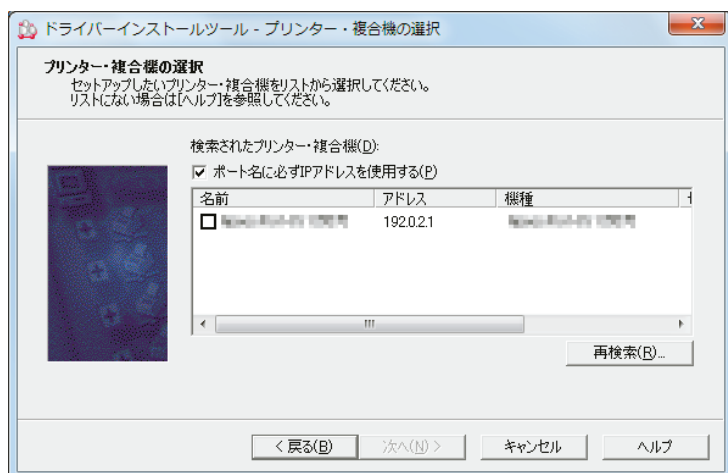 ドライバーインストールツール - プリンター・複合機の選択
プリンター・複合機の選択
セットアップしたいプリンター・複合機をリストから選択してください。
リストにない場合は[ヘルプ]を参照してください。
検索されたプリンター・複合機(D):
ポート名に必ずIPアドレスを使用する(P)
名前 アドレス 機種
192.0.2.1
再検索(R)...
< 戻る(B) 次へ(N) > キャンセル ヘルプ